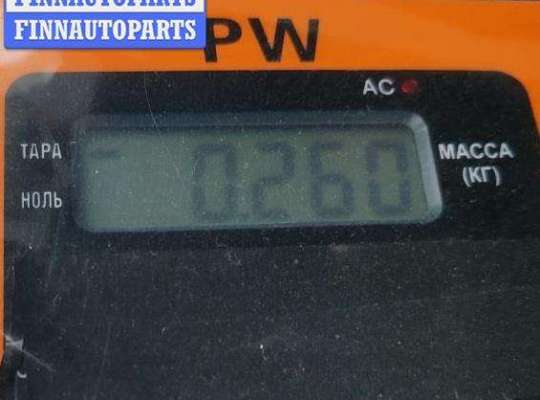 FINNAUTOPARTS
FINNAUTOPARTS
PW
AC
ТАРА
0.260
МАССА
(КГ)
НОЛЬ